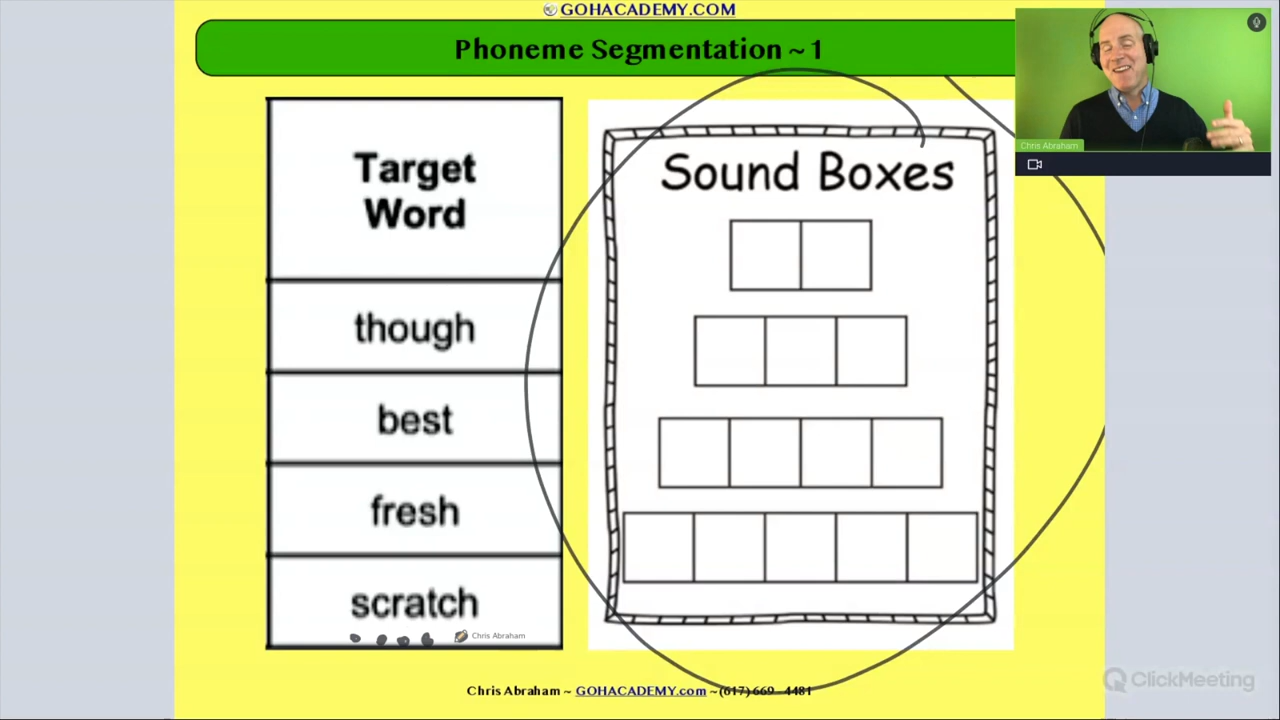 GOHACADEMY.COM
Phoneme Segmentation ~ 1
Chris Abraham
Target
Word
though
best
fresh
scratch
Chris Abraham
Sound Boxes
Chris Abraham ~ GOHACADEMY.com ~(617) 669 - 4481
ClickMeeting